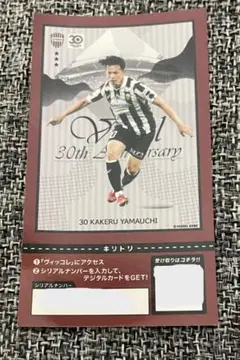 30
Vissel
30th Anniversary
30 KAKERU YAMAUCHI
キリトリ
❶「ヴィッコレ」にアクセス
❷シリアルナンバーを入力して、
デジタルカードをGET!
受け取りはコチラ!!
シリアルナンバー